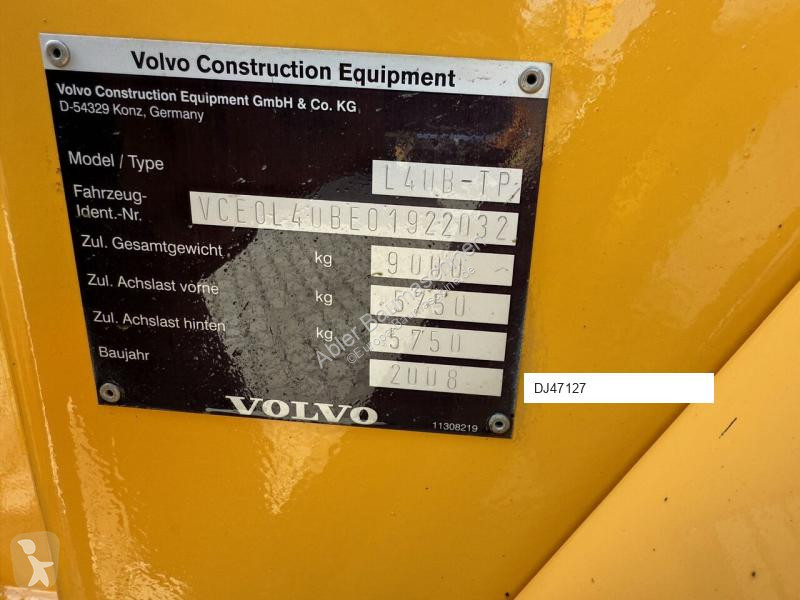 Volvo Construction Equipment
Volvo Construction Equipment GmbH & Co. KG
D-54329 Konz, Germany
Model / Type L40B-TP
Fahrzeug-
Ident.-Nr. VCE0L40BE01922032
Zul. Gesamtgewicht kg 9000
Zul. Achslast vorne kg 5750
Zul. Achslast hinten kg 5750
Baujahr 2008
VOLVO
11308219
DJ47127